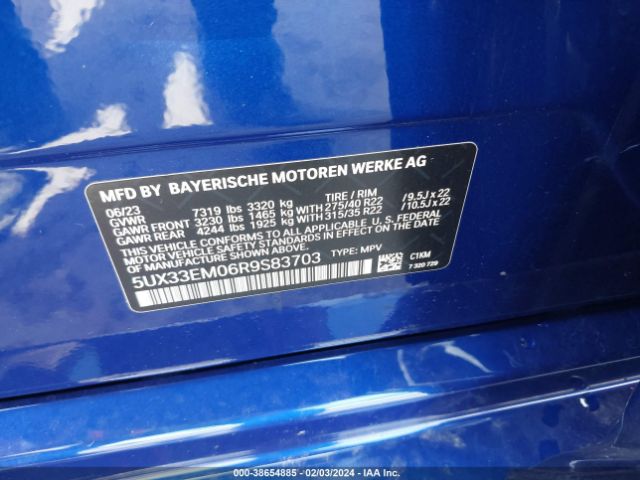 MFD BY BAYERISCHE MOTOREN WERKE AG
06/23 TIRE / RIM
GVWR 7319 lbs 3320 kg
GAWR FRONT 3230 lbs 1465 kg = 275/40 R22 / 9.5J x 22
GAWR REAR 4244 lbs 1925 kg = 315/35 R22 / 10.5J x 22
THIS VEHICLE CONFORMS TO ALL APPLICABLE U.S. FEDERAL
MOTOR VEHICLE SAFETY STANDARDS IN EFFECT ON THE DATE
OF MANUFACTURE SHOWN ABOVE.
5UX33EM06R9S83703 TYPE: MPV C1KM
7 320 729
000-38654885 - 02/03/2024 - IAA Inc.